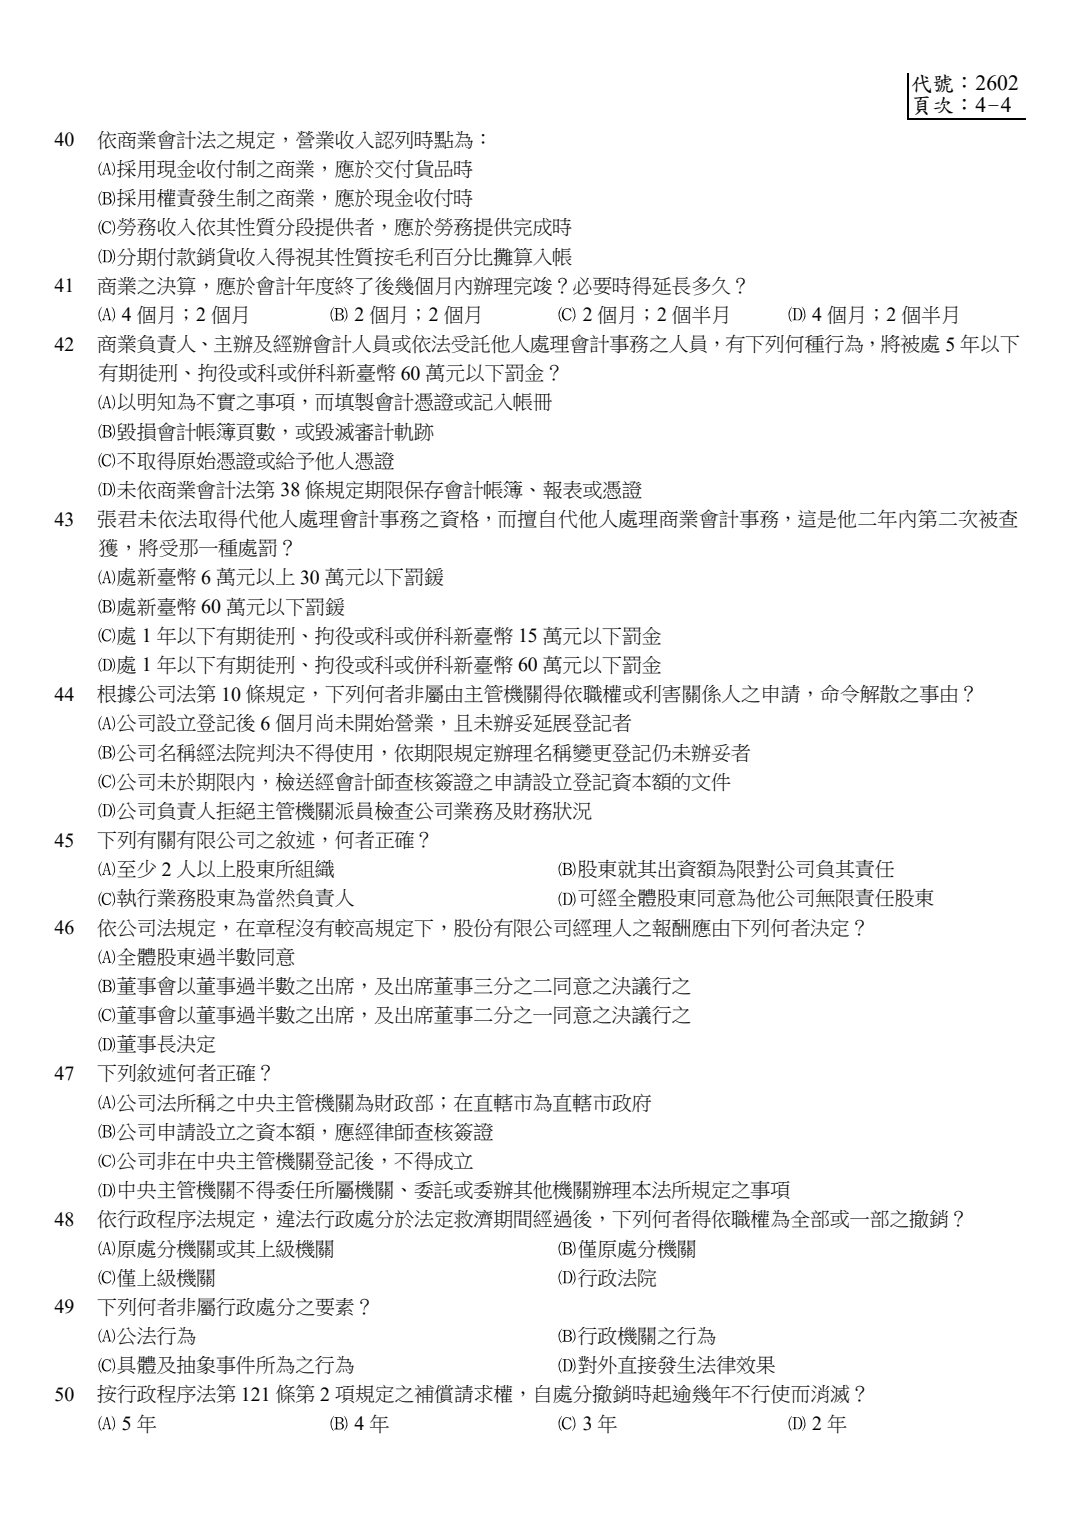 代號：2602
頁次：4－4
40 依商業會計法之規定，營業收入認列時點為：
(A)採用現金收付制之商業，應於交付貨品時
(B)採用權責發生制之商業，應於現金收付時
(C)勞務收入依其性質分段提供者，應於勞務提供完成時
(D)分期付款銷貨收入得視其性質按毛利百分比攤算入帳
41 商業之決算，應於會計年度終了後幾個月內辦理完竣？必要時得延長多久？
(A) 4 個月；2 個月 (B) 2 個月；2 個月 (C) 2 個月；2 個半月 (D) 4 個月；2 個半月
42 商業負責人、主辦及經辦會計人員或依法受託他人處理會計事務之人員，有下列何種行為，將被處 5 年以下
有期徒刑、拘役或科或併科新臺幣 60 萬元以下罰金？
(A)以明知為不實之事項，而填製會計憑證或記入帳冊
(B)毀損會計帳簿頁數，或毀滅審計軌跡
(C)不取得原始憑證或給予他人憑證
(D)未依商業會計法第 38 條規定期限保存會計帳簿、報表或憑證
43 張君未依法取得代他人處理會計事務之資格，而擅自代他人處理商業會計事務，這是他二年內第二次被查
獲，將受那一種處罰？
(A)處新臺幣 6 萬元以上 30 萬元以下罰鍰
(B)處新臺幣 60 萬元以下罰鍰
(C)處 1 年以下有期徒刑、拘役或科或併科新臺幣 15 萬元以下罰金
(D)處 1 年以下有期徒刑、拘役或科或併科新臺幣 60 萬元以下罰金
44 根據公司法第 10 條規定，下列何者非屬由主管機關得依職權或利害關係人之申請，命令解散之事由？
(A)公司設立登記後 6 個月尚未開始營業，且未辦妥延展登記者
(B)公司名稱經法院判決不得使用，依期限規定辦理名稱變更登記仍未辦妥者
(C)公司未於期限內，檢送經會計師查核簽證之申請設立登記資本額的文件
(D)公司負責人拒絕主管機關派員檢查公司業務及財務狀況
45 下列有關有限公司之敘述，何者正確？
(A)至少 2 人以上股東所組織 (B)股東就其出資額為限對公司負其責任
(C)執行業務股東為當然負責人 (D)可經全體股東同意為他公司無限責任股東
46 依公司法規定，在章程沒有較高規定下，股份有限公司經理人之報酬應由下列何者決定？
(A)全體股東過半數同意
(B)董事會以董事過半數之出席，及出席董事三分之二同意之決議行之
(C)董事會以董事過半數之出席，及出席董事二分之一同意之決議行之
(D)董事長決定
47 下列敘述何者正確？
(A)公司法所稱之中央主管機關為財政部；在直轄市為直轄市政府
(B)公司申請設立之資本額，應經律師查核簽證
(C)公司非在中央主管機關登記後，不得成立
(D)中央主管機關不得委任所屬機關、委託或委辦其他機關辦理本法所規定之事項
48 依行政程序法規定，違法行政處分於法定救濟期間經過後，下列何者得依職權為全部或一部之撤銷？
(A)原處分機關或其上級機關 (B)僅原處分機關
(C)僅上級機關 (D)行政法院
49 下列何者非屬行政處分之要素？
(A)公法行為 (B)行政機關之行為
(C)具體及抽象事件所為之行為 (D)對外直接發生法律效果
50 按行政程序法第 121 條第 2 項規定之補償請求權，自處分撤銷時起逾幾年不行使而消滅？
(A) 5 年 (B) 4 年 (C) 3 年 (D) 2 年